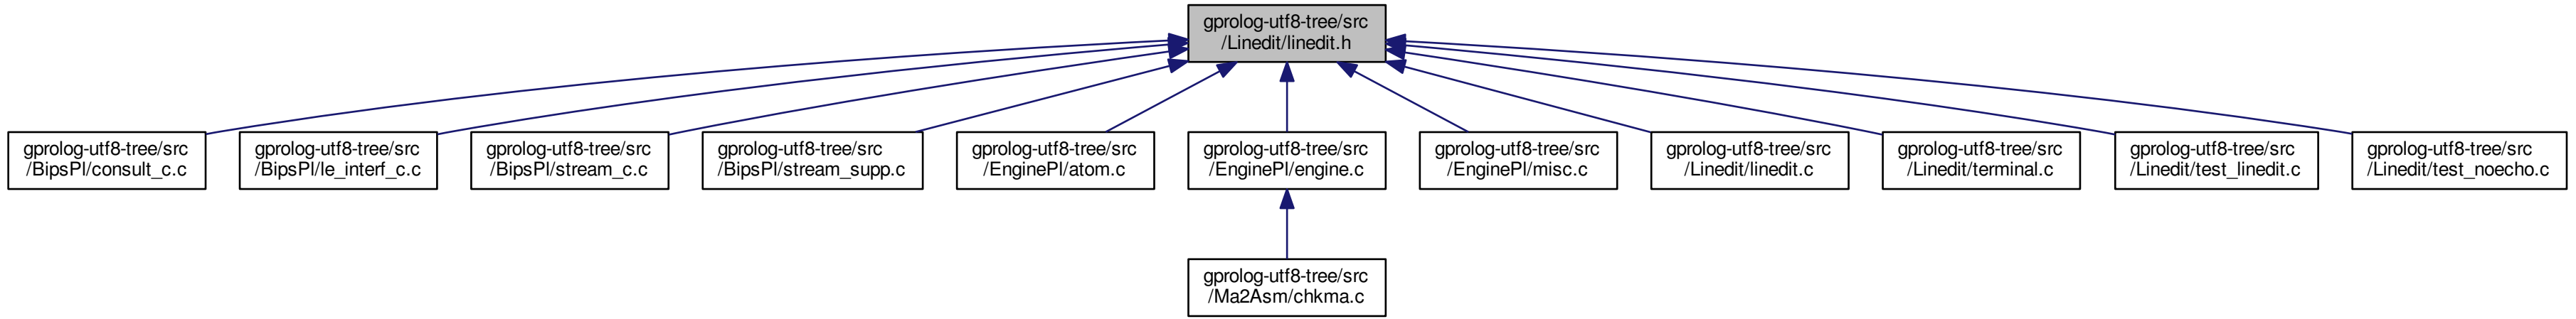 gprolog-utf8-tree/src
/Linedit/linedit.h
gprolog-utf8-tree/src
/BipsPl/consult_c.c
gprolog-utf8-tree/src
/BipsPl/le_interf_c.c
gprolog-utf8-tree/src
/BipsPl/stream_c.c
gprolog-utf8-tree/src
/BipsPl/stream_supp.c
gprolog-utf8-tree/src
/EnginePl/atom.c
gprolog-utf8-tree/src
/EnginePl/engine.c
gprolog-utf8-tree/src
/EnginePl/misc.c
gprolog-utf8-tree/src
/Linedit/linedit.c
gprolog-utf8-tree/src
/Linedit/terminal.c
gprolog-utf8-tree/src
/Linedit/test_linedit.c
gprolog-utf8-tree/src
/Linedit/test_noecho.c
gprolog-utf8-tree/src
/Ma2Asm/chkma.c